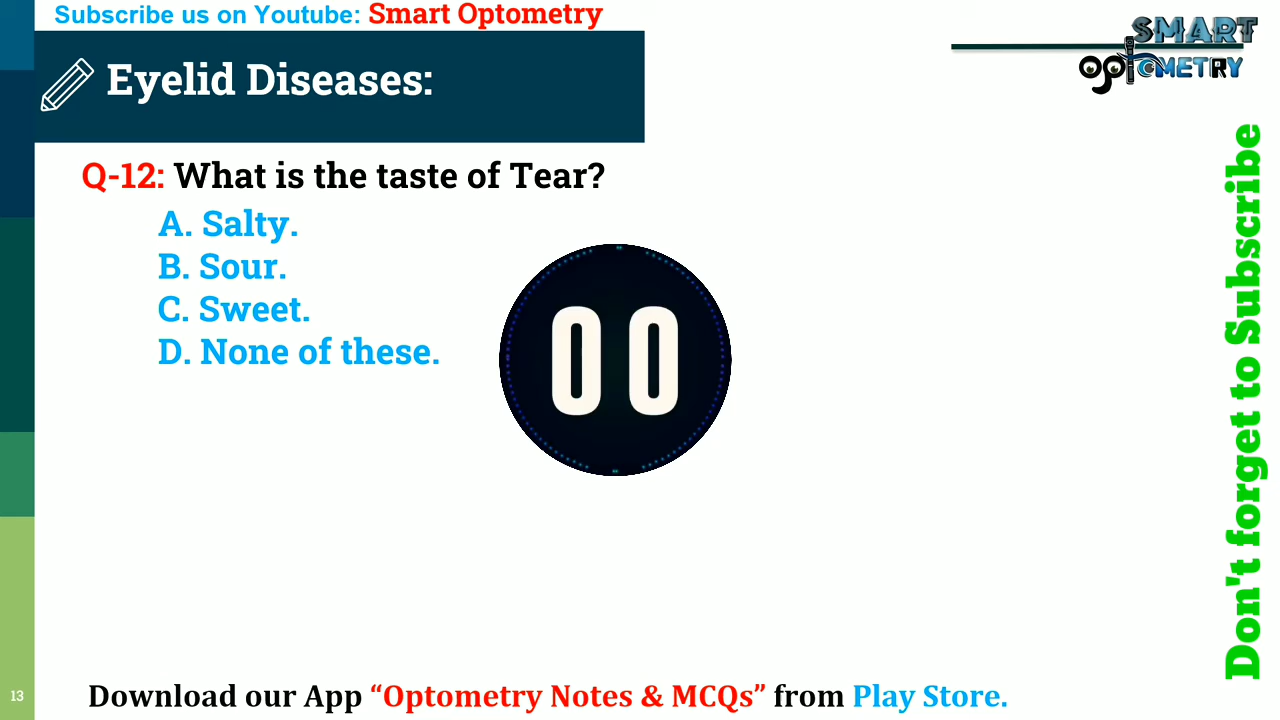 Subscribe us on Youtube: Smart Optometry
SMART
OPTOMETRY
Eyelid Diseases:
Q-12: What is the taste of Tear?
A. Salty.
B. Sour.
C. Sweet.
D. None of these.
00
Don't forget to Subscribe
13
Download our App “Optometry Notes & MCQs” from Play Store.